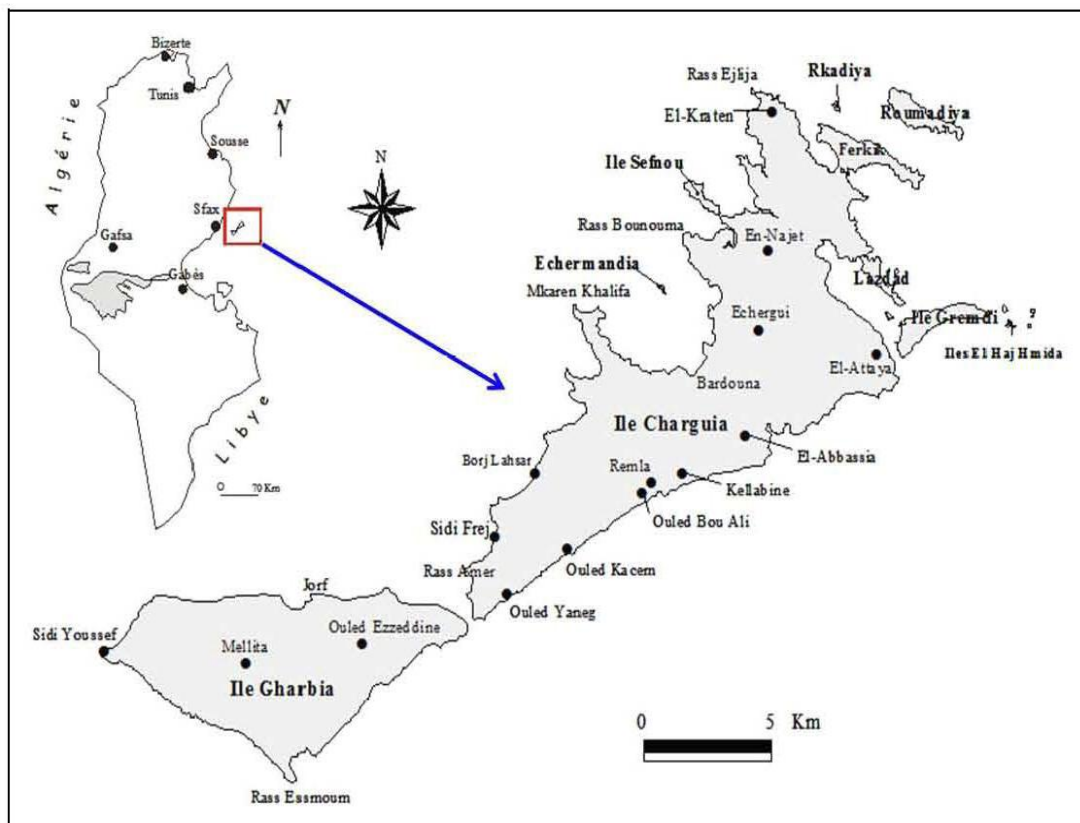 Bizerte
Tunis
Algérie
N
Sousse
N
Sfax
Gafsa
Gabès
Libye
0 70 Km
Rass Ejlija
Rkadiya
El-Kraten
Roumadiya
Ferkik
Ile Sefnou
Rass Bounouma
En-Najet
Echermandia
Lazdad
Mkaren Khalifa
Ile Gremdi
Echergui
Iles El Haj Hmida
El-Attaya
Bardouna
Ile Charguia
El-Abbassia
Borj Lahsar
Remla
Kellabine
Ouled Bou Ali
Sidi Frej
Ouled Kacem
Rass Amer
Jorf
Ouled Yaneg
Sidi Youssef
Ouled Ezzeddine
Mellita
Ile Gharbia
0 5 Km
Rass Essmoum